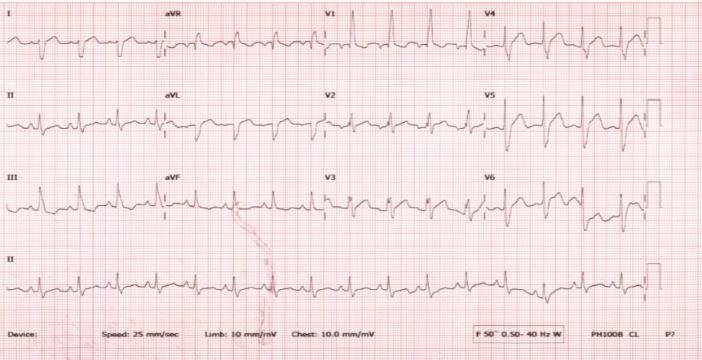 I aVR V1 V4
II aVL V2 V5
III aVF V3 V6
II
Device: Speed: 25 mm/sec Limb: 10 mm/mV Chest: 10.0 mm/mV F 50~ 0.50- 40 Hz W PH100B CL P?